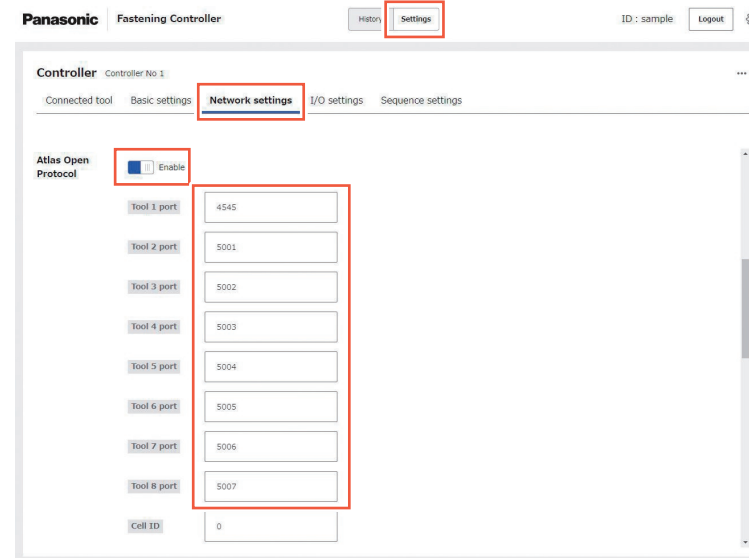 Panasonic Fastening Controller History Settings ID : sample Logout
Controller Controller No 1
Connected tool Basic settings Network settings I/O settings Sequence settings
Atlas Open
Protocol
Enable
Tool 1 port 4545
Tool 2 port 5001
Tool 3 port 5002
Tool 4 port 5003
Tool 5 port 5004
Tool 6 port 5005
Tool 7 port 5006
Tool 8 port 5007
Cell ID 0